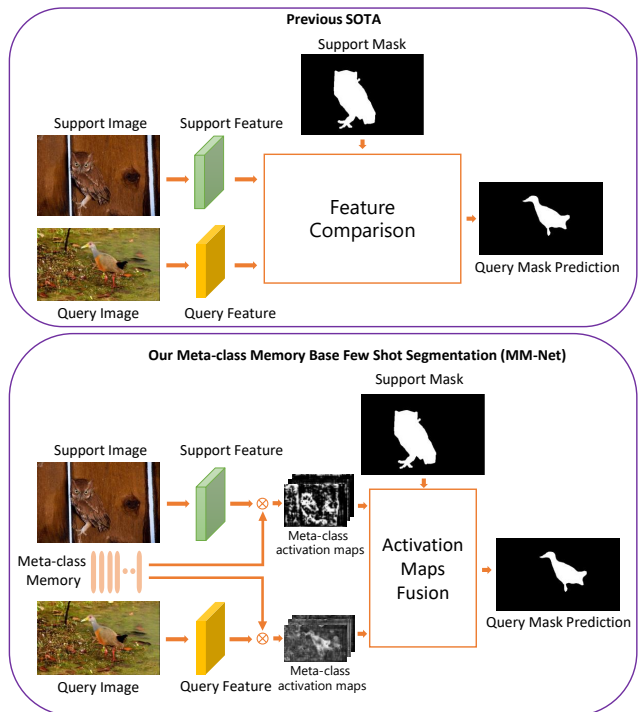 Previous SOTA
Support Mask
Support Image
Support Feature
Feature
Comparison
Query Mask Prediction
Query Image
Query Feature
Our Meta-class Memory Base Few Shot Segmentation (MM-Net)
Support Mask
Support Image
Support Feature
Meta-class
activation maps
Meta-class
Memory
Activation
Maps
Fusion
Query Mask Prediction
Meta-class
activation maps
Query Image
Query Feature